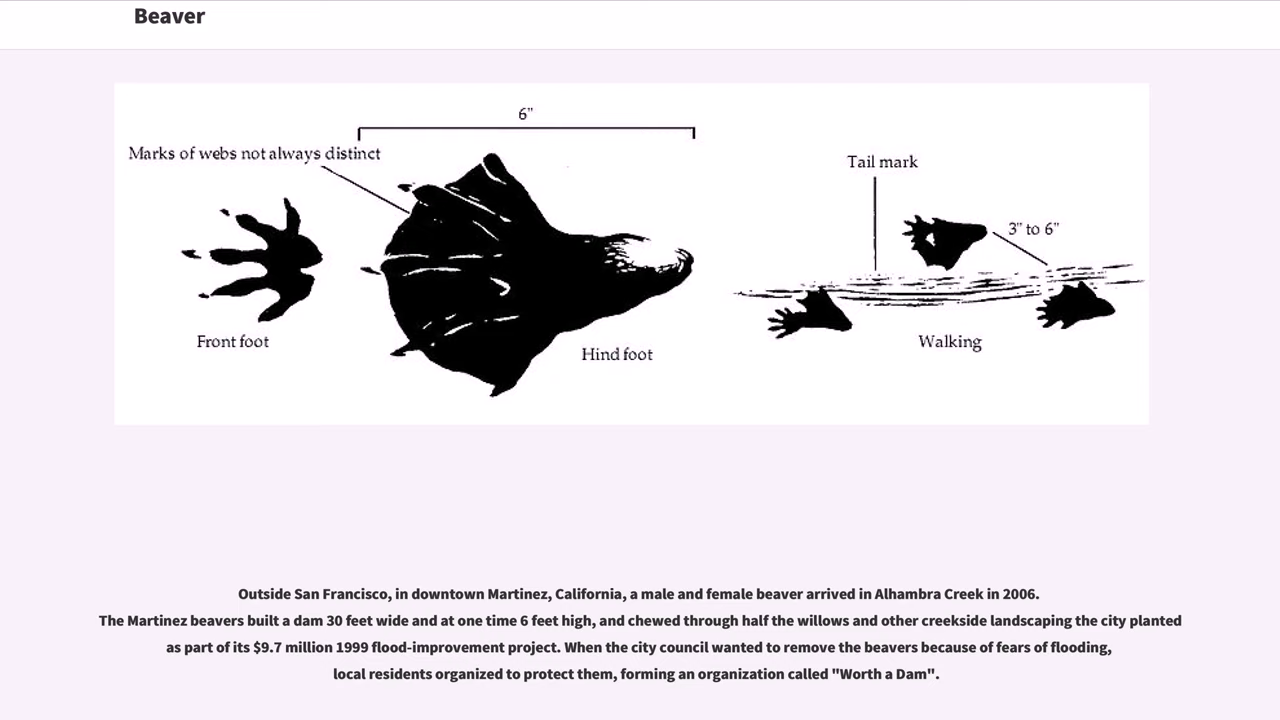 Beaver
6"
Marks of webs not always distinct
Tail mark
3" to 6"
Front foot
Hind foot
Walking
Outside San Francisco, in downtown Martinez, California, a male and female beaver arrived in Alhambra Creek in 2006.
The Martinez beavers built a dam 30 feet wide and at one time 6 feet high, and chewed through half the willows and other creekside landscaping the city planted
as part of its $9.7 million 1999 flood-improvement project. When the city council wanted to remove the beavers because of fears of flooding,
local residents organized to protect them, forming an organization called "Worth a Dam".